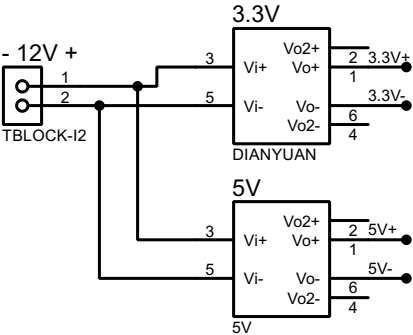 3.3V
- 12V +
1
2
TBLOCK-I2
3
5
Vi+
Vi-
Vo2+
Vo+
Vo-
Vo2-
2
1
6
4
3.3V+
3.3V-
DIANYUAN
5V
3
5
Vi+
Vi-
Vo2+
Vo+
Vo-
Vo2-
2
1
6
4
5V+
5V-
5V